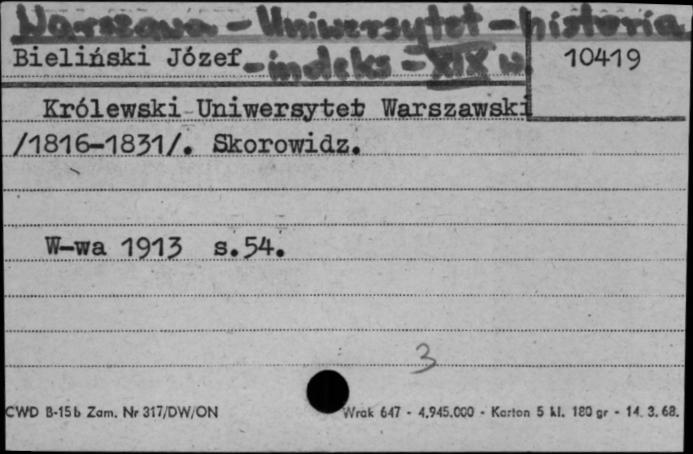 Warszawa - Uniwersytet - historia
- indeks - XIX w.
Bieliński Józef
10419
Królewski Uniwersytet Warszawski
/1816-1831/. Skorowidz.
W-wa 1913 s.54.
3
CWD B-15b Zam. Nr 317/DW/ON
Wrak 647 - 4.945.000 - Karton 5 kl. 180 gr - 14. 3. 68.